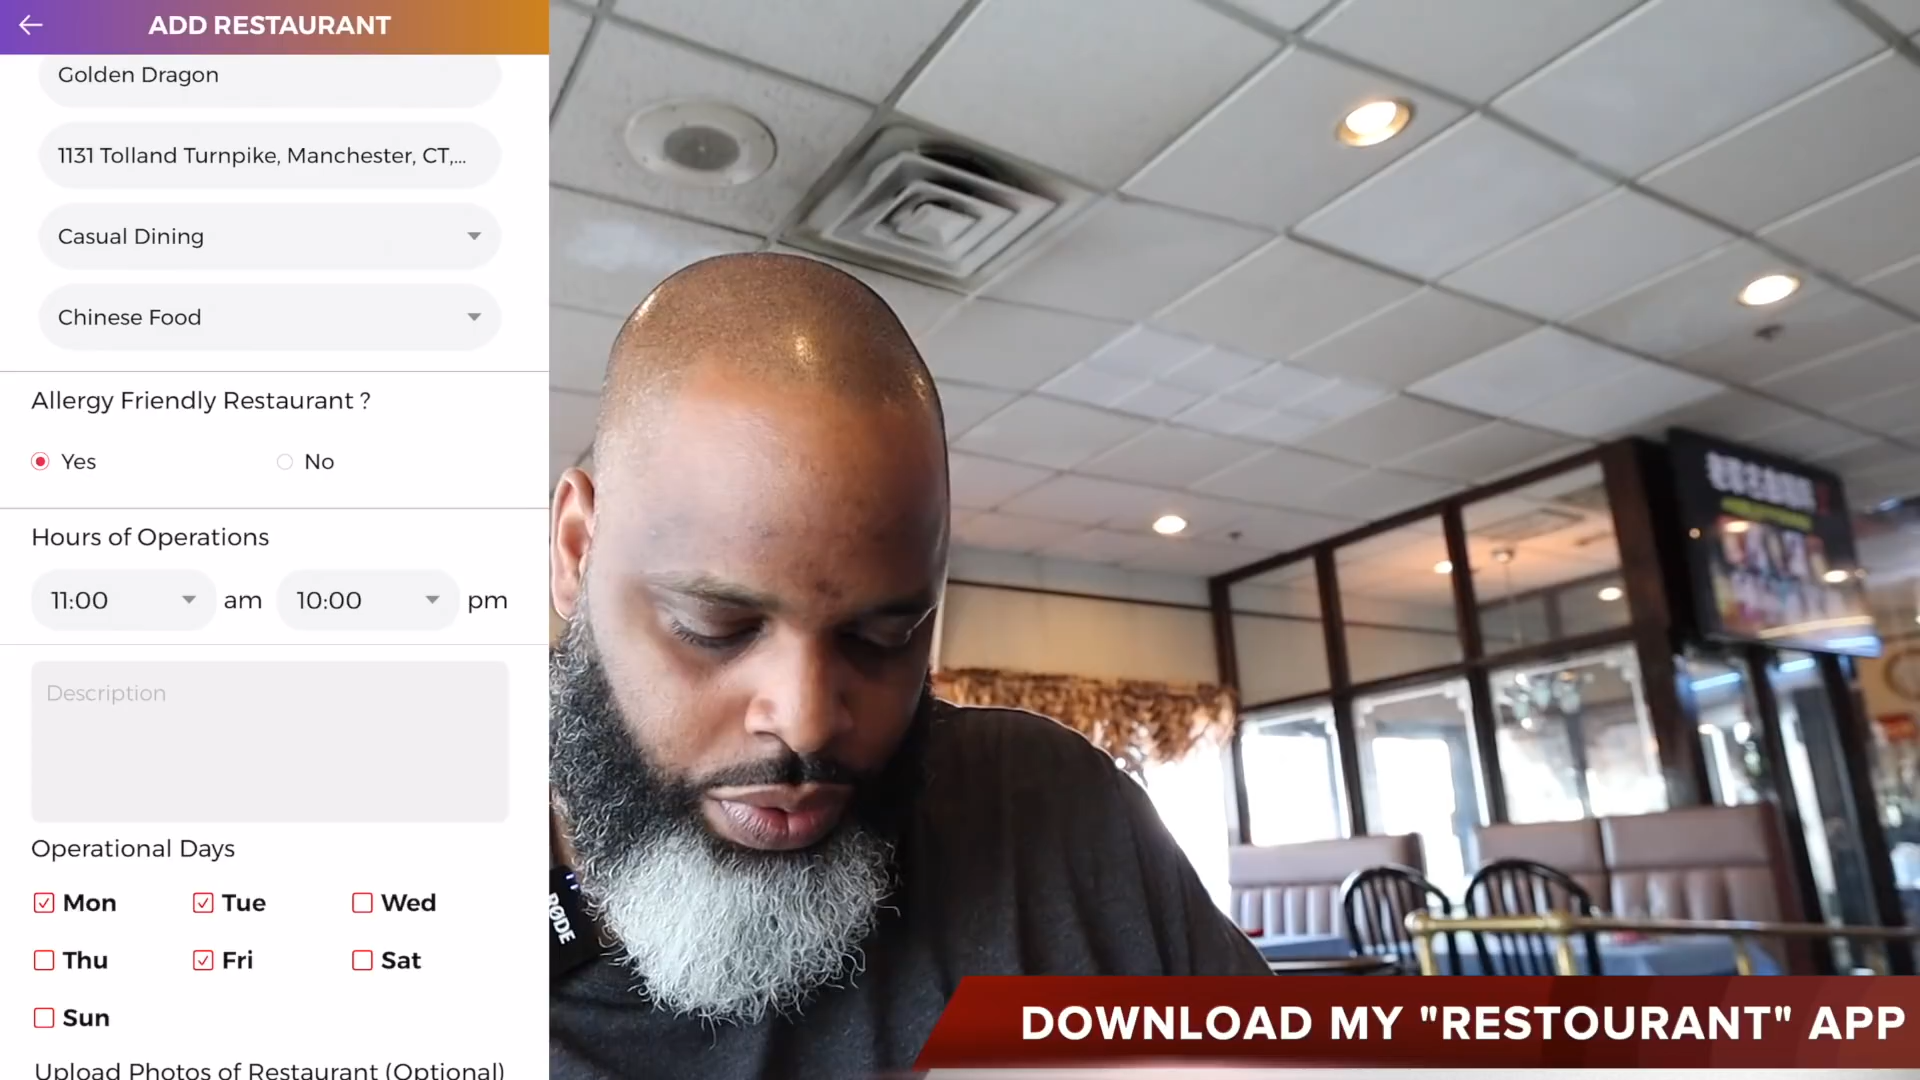 ADD RESTAURANT
Golden Dragon
1131 Tolland Turnpike, Manchester, CT,...
Casual Dining
Chinese Food
Allergy Friendly Restaurant ?
Yes
No
Hours of Operations
11:00 am 10:00 pm
Description
Operational Days
Mon Tue Wed
Thu Fri Sat
Sun
Upload Photos of Restaurant (Optional)
RØDE
DOWNLOAD MY "RESTOURANT" APP